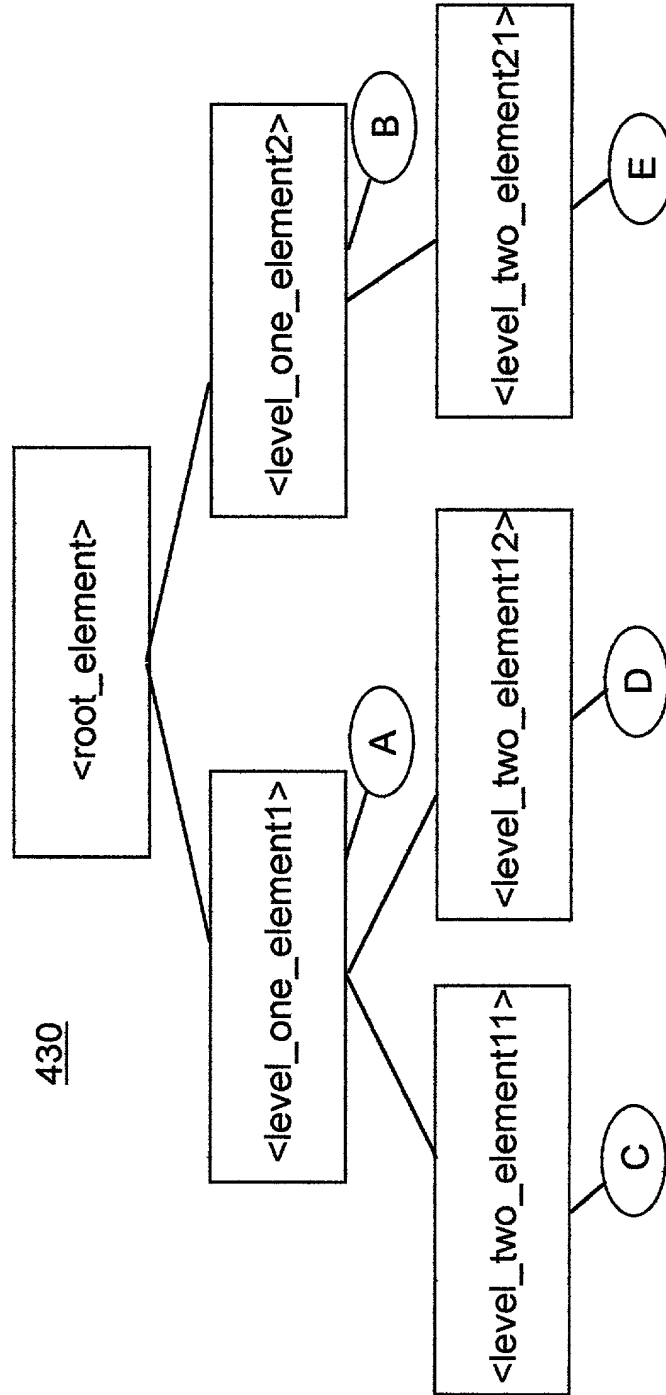 430
<root_element>
<level_one_element1>
<level_one_element2>
A
B
<level_two_element11>
<level_two_element12>
<level_two_element21>
C
D
E